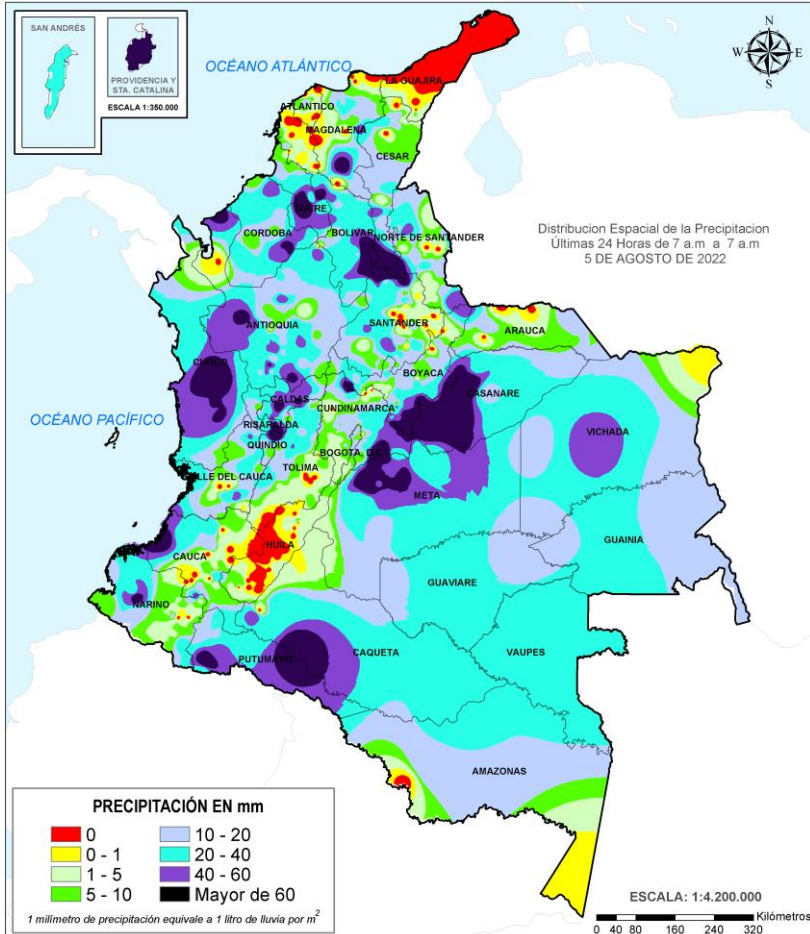 SAN ANDRÉS
PROVIDENCIA Y
STA. CATALINA
ESCALA 1:350.000
OCÉANO ATLÁNTICO
N
W
E
S
LA GUAJIRA
ATLANTICO
MAGDALENA
CESAR
SUCRE
CORDOBA
BOLIVAR
NORTE DE SANTANDER
Distribucion Espacial de la Precipitacion
Últimas 24 Horas de 7 a.m a 7 a.m
5 DE AGOSTO DE 2022
ANTIOQUIA
SANTANDER
ARAUCA
CHOCO
BOYACA
CASANARE
CALDAS
CUNDINAMARCA
OCÉANO PACÍFICO
RISARALDA
VICHADA
QUINDIO
BOGOTA, D.C.
TOLIMA
VALLE DEL CAUCA
META
HUILA
GUAINIA
CAUCA
GUAVIARE
NARIÑO
CAQUETA
VAUPES
PUTUMAYO
AMAZONAS
PRECIPITACIÓN EN mm
0
10 - 20
0 - 1
20 - 40
1 - 5
40 - 60
5 - 10
Mayor de 60
1 milímetro de precipitación equivale a 1 litro de lluvia por m²
ESCALA: 1:4.200.000
Kilómetros
0 40 80 160 240 320